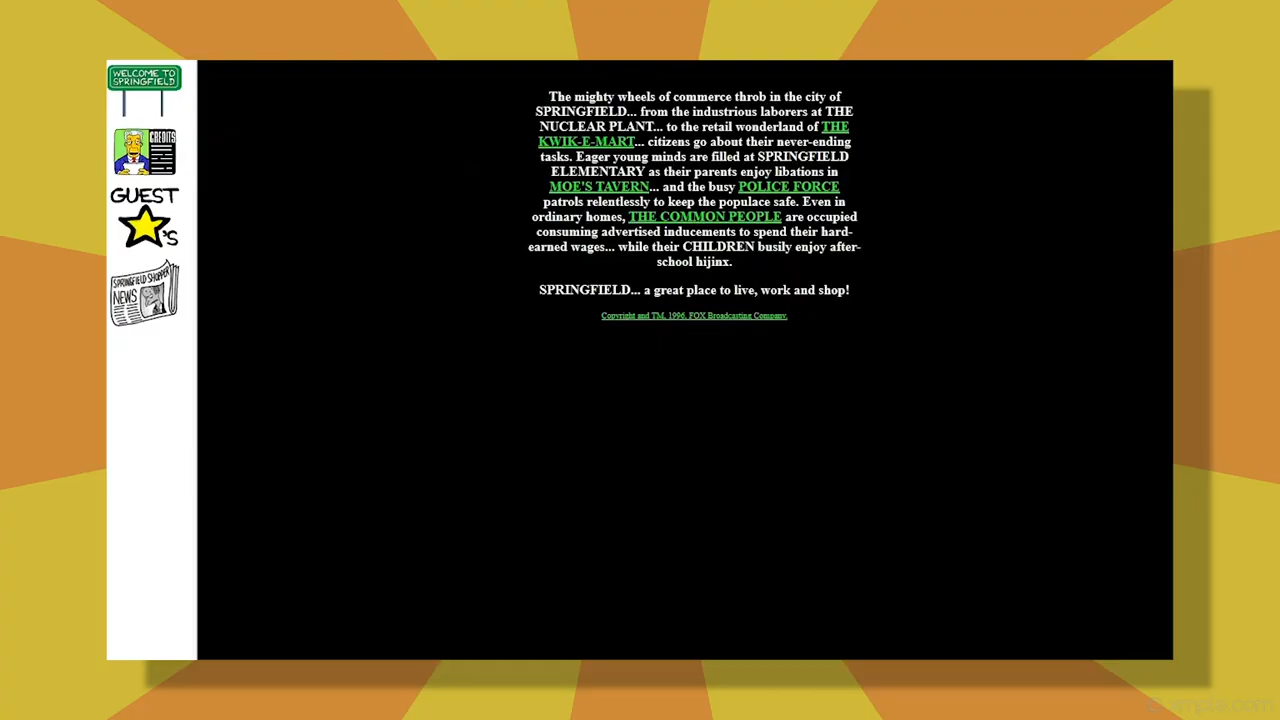 WELCOME TO
SPRINGFIELD
CREDITS
GUEST
'S
SPRINGFIELD SHOPPER
NEWS
The mighty wheels of commerce throb in the city of
SPRINGFIELD... from the industrious laborers at THE
NUCLEAR PLANT... to the retail wonderland of THE
KWIK-E-MART... citizens go about their never-ending
tasks. Eager young minds are filled at SPRINGFIELD
ELEMENTARY as their parents enjoy libations in
MOE'S TAVERN... and the busy POLICE FORCE
patrols relentlessly to keep the populace safe. Even in
ordinary homes, THE COMMON PEOPLE are occupied
consuming advertised inducements to spend their hard-
earned wages... while their CHILDREN busily enjoy after-
school hijinx.
SPRINGFIELD... a great place to live, work and shop!
Copyright and TM, 1996, FOX Broadcasting Company.